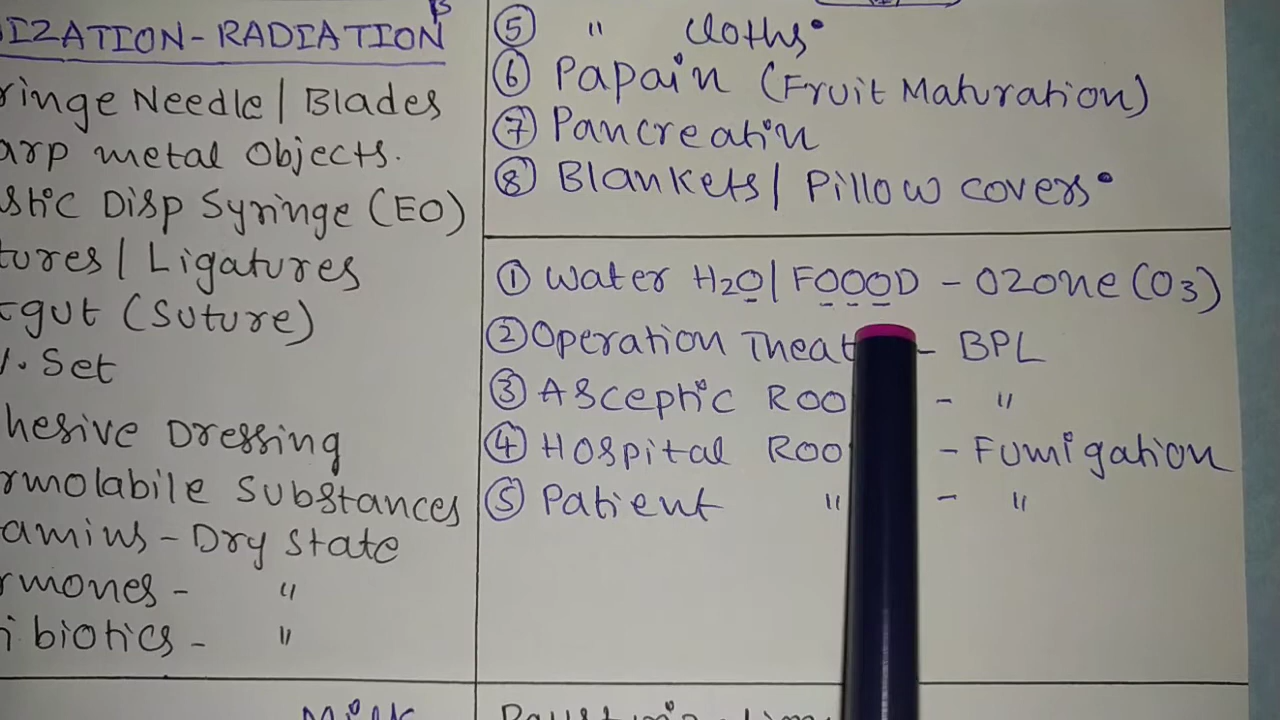 IZATION-RADIATION
ringe Needle | Blades
arp metal Objects.
stic Disp Syringe (EO)
tures | Ligatures
tgut (Suture)
. Set
hesive Dressing
rmolabile Substances
amins - Dry State
rmones - "
i biotics - "
Milk
⑤ " Cloths
⑥ Papain (Fruit Maturation)
⑦ Pancreatin
⑧ Blankets | Pillow covers
① Water H2O | FOOOD - Ozone (O3)
② Operation Theat - BPL
③ Asceptic Roo - "
④ Hospital Roo - Fumigation
⑤ Patient " - "